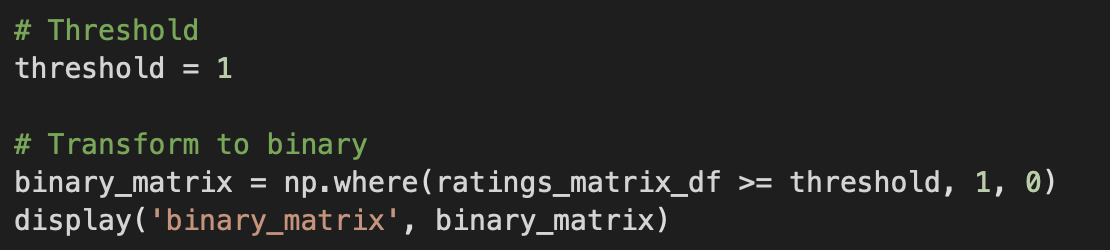 # Threshold
threshold = 1
# Transform to binary
binary_matrix = np.where(ratings_matrix_df >= threshold, 1, 0)
display('binary_matrix', binary_matrix)